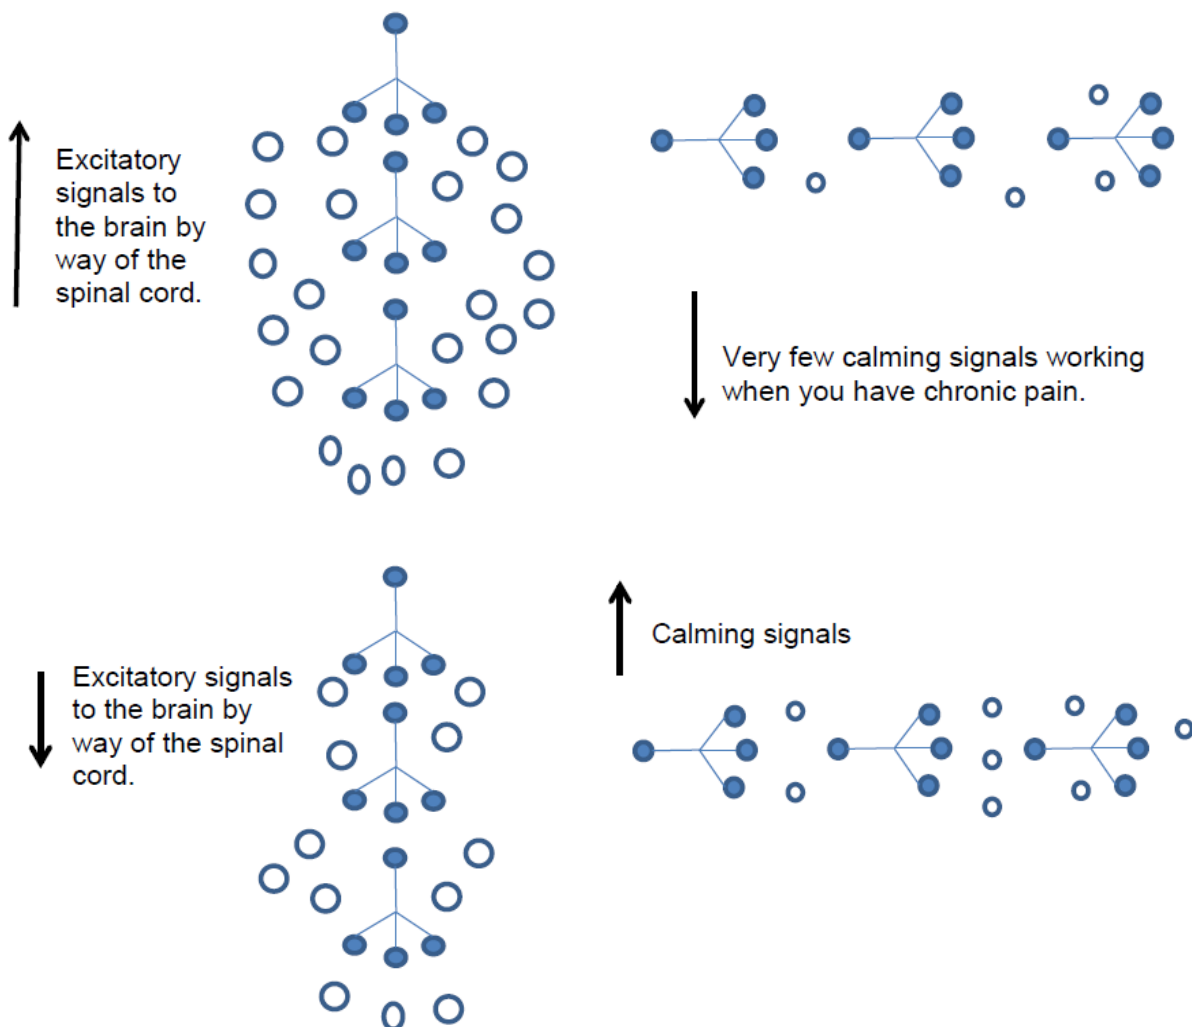 Excitatory
signals to
the brain by
way of the
spinal cord.
Very few calming signals working
when you have chronic pain.
Calming signals
Excitatory signals
to the brain by
way of the spinal
cord.